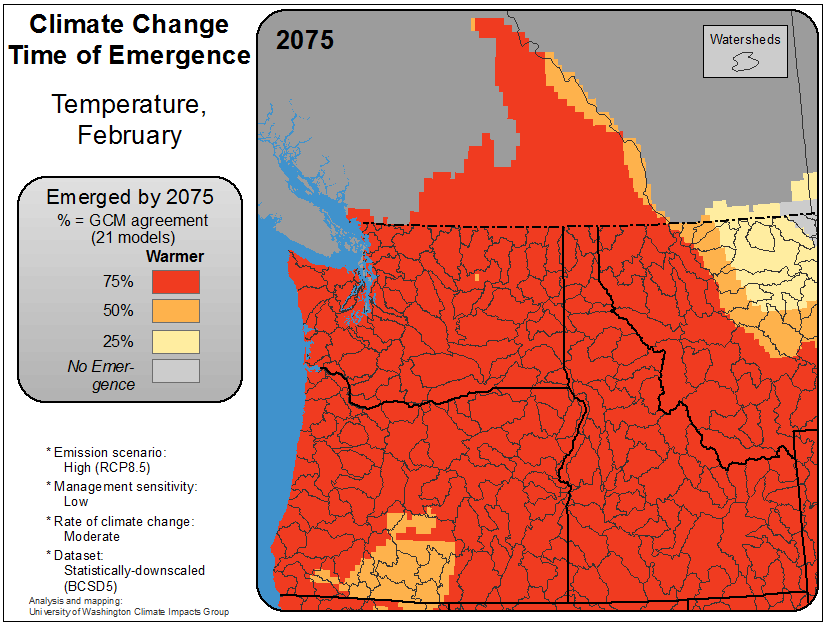 Climate Change
Time of Emergence
Temperature,
February
Emerged by 2075
% = GCM agreement
(21 models)
Warmer
75%
50%
25%
No Emer-
gence
* Emission scenario:
High (RCP8.5)
* Management sensitivity:
Low
* Rate of climate change:
Moderate
* Dataset:
Statistically-downscaled
(BCSD5)
Analysis and mapping:
University of Washington Climate Impacts Group
2075
Watersheds